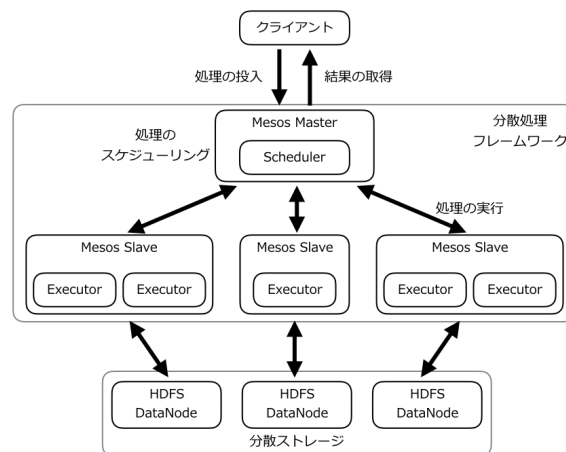 クライアント
処理の投入
結果の取得
Mesos Master
分散処理
フレームワーク
処理の
スケジューリング
Scheduler
処理の実行
Mesos Slave
Mesos Slave
Mesos Slave
Executor
Executor
Executor
Executor
Executor
HDFS
DataNode
HDFS
DataNode
HDFS
DataNode
分散ストレージ